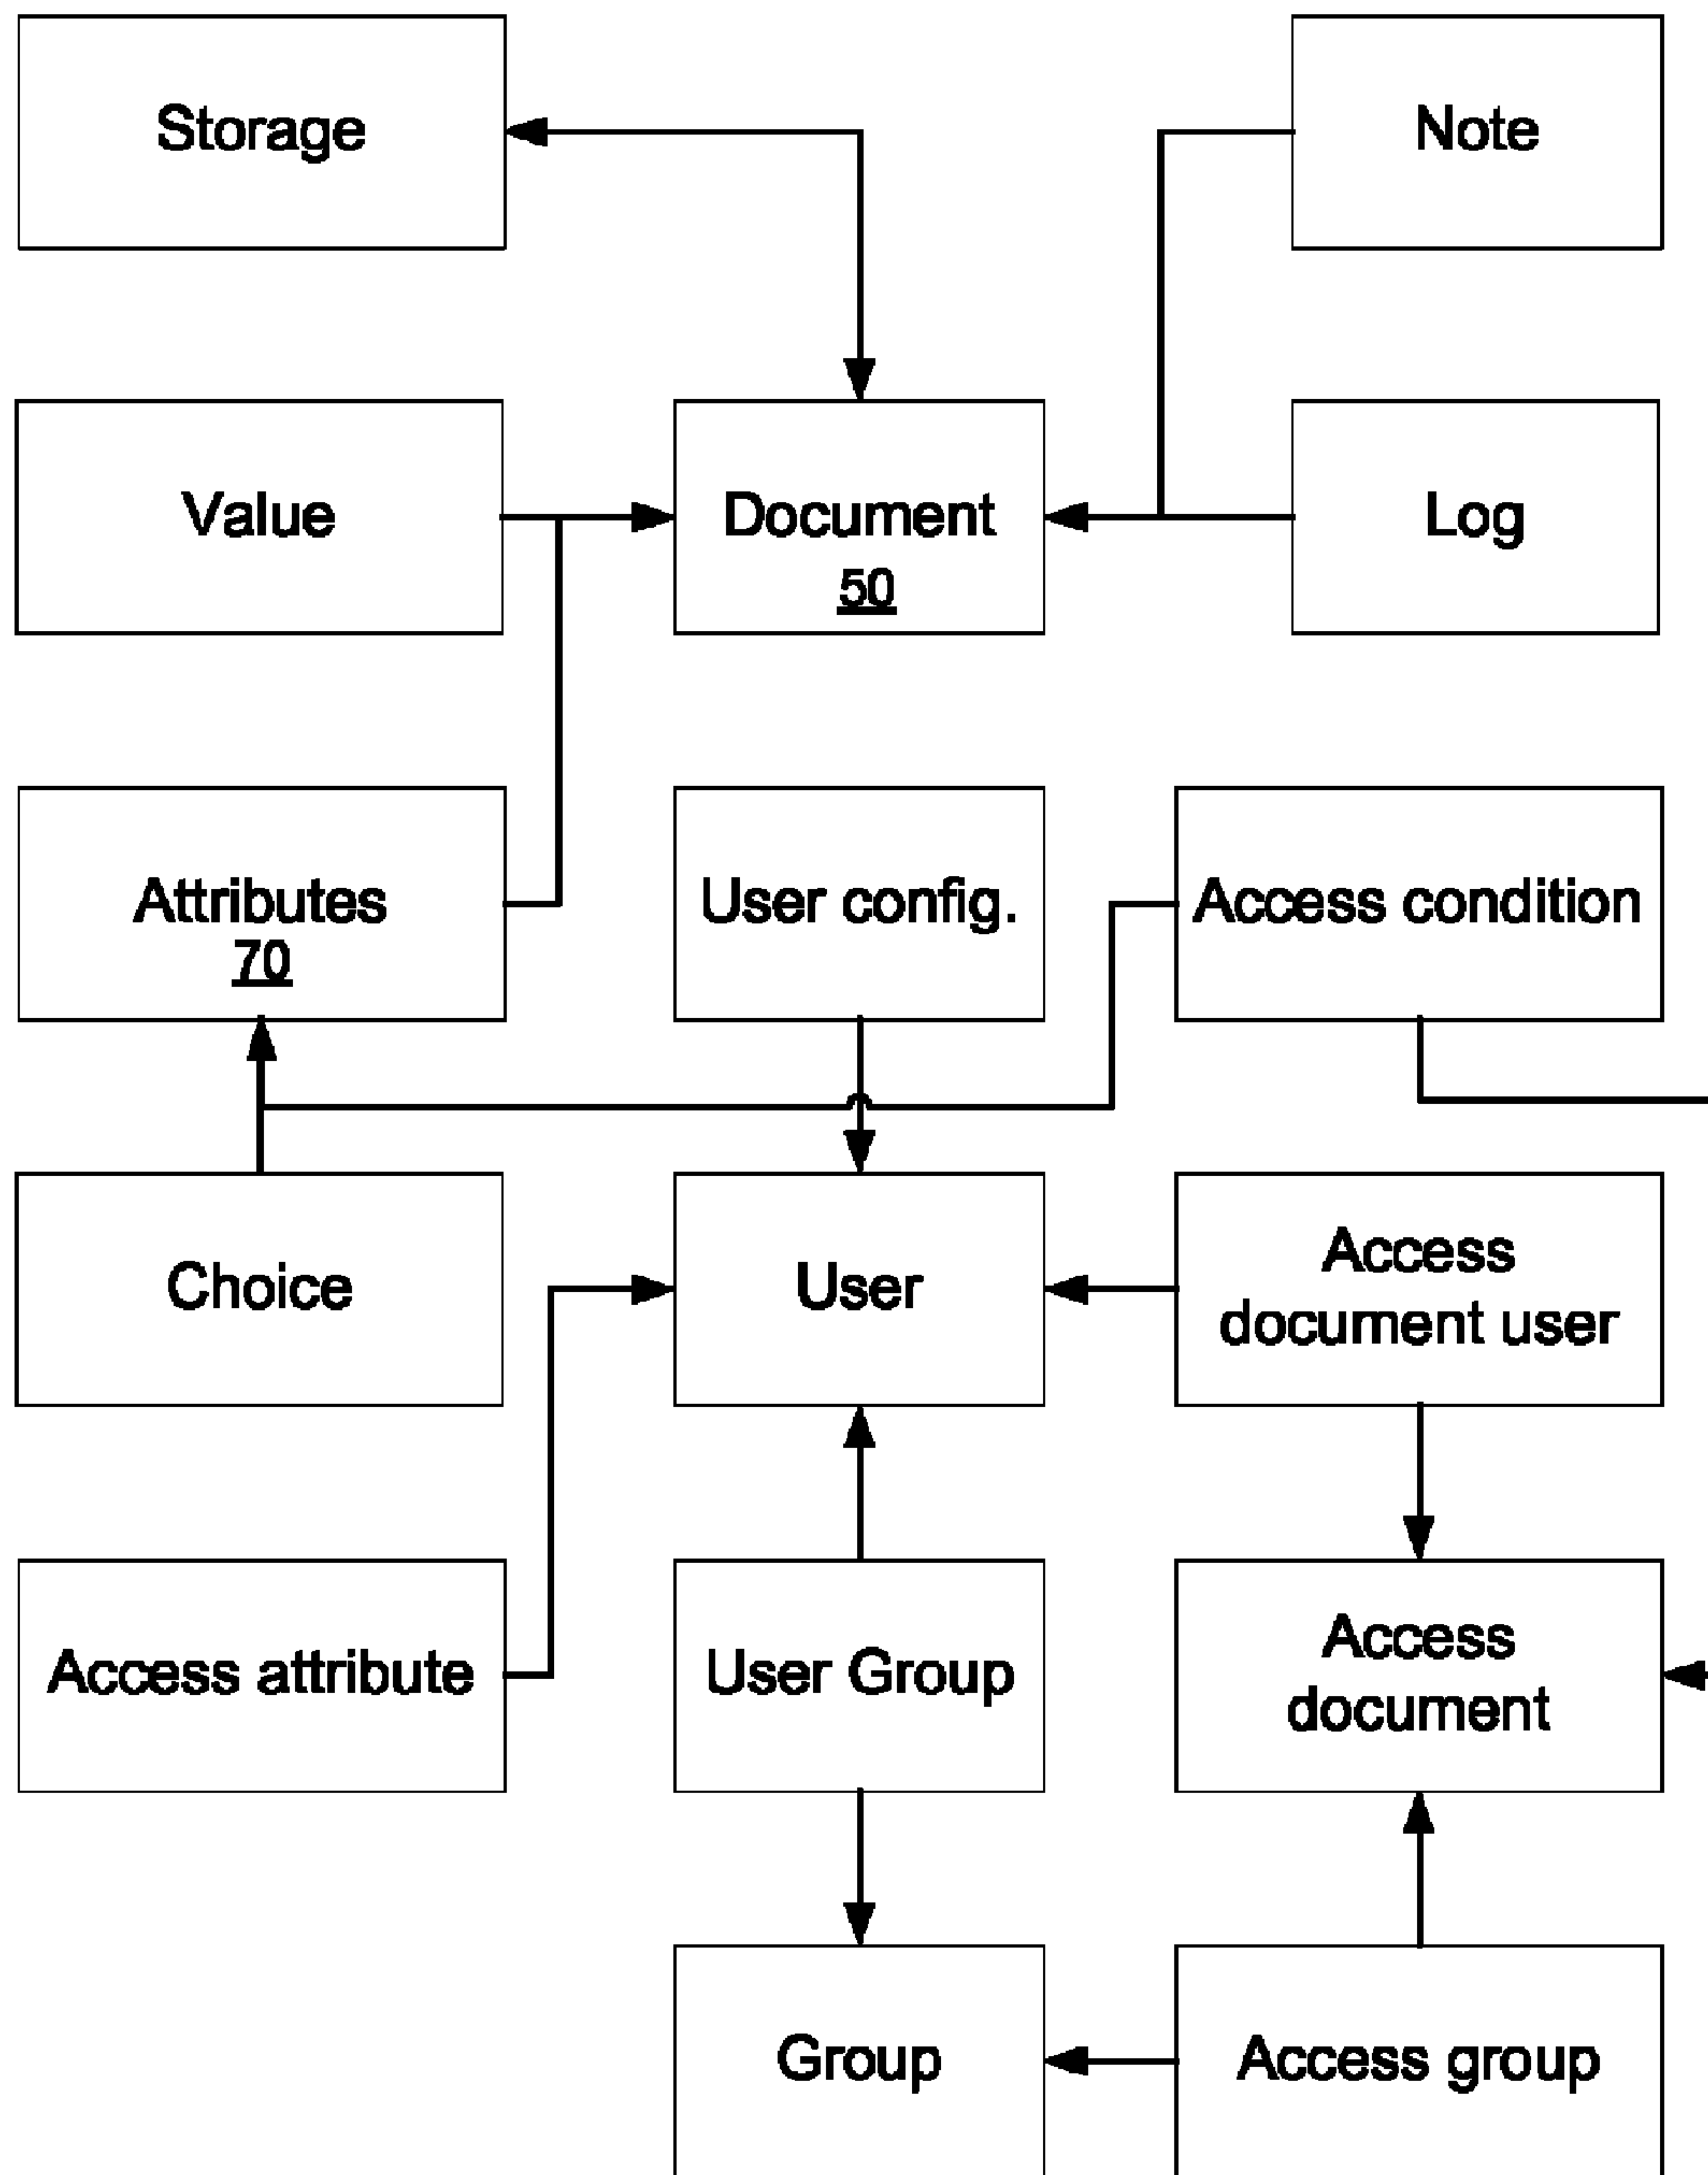 Storage
Note
Value
Document
50
Log
Attributes
70
User config.
Access condition
Choice
User
Access
document user
Access attribute
User Group
Access
document
Group
Access group